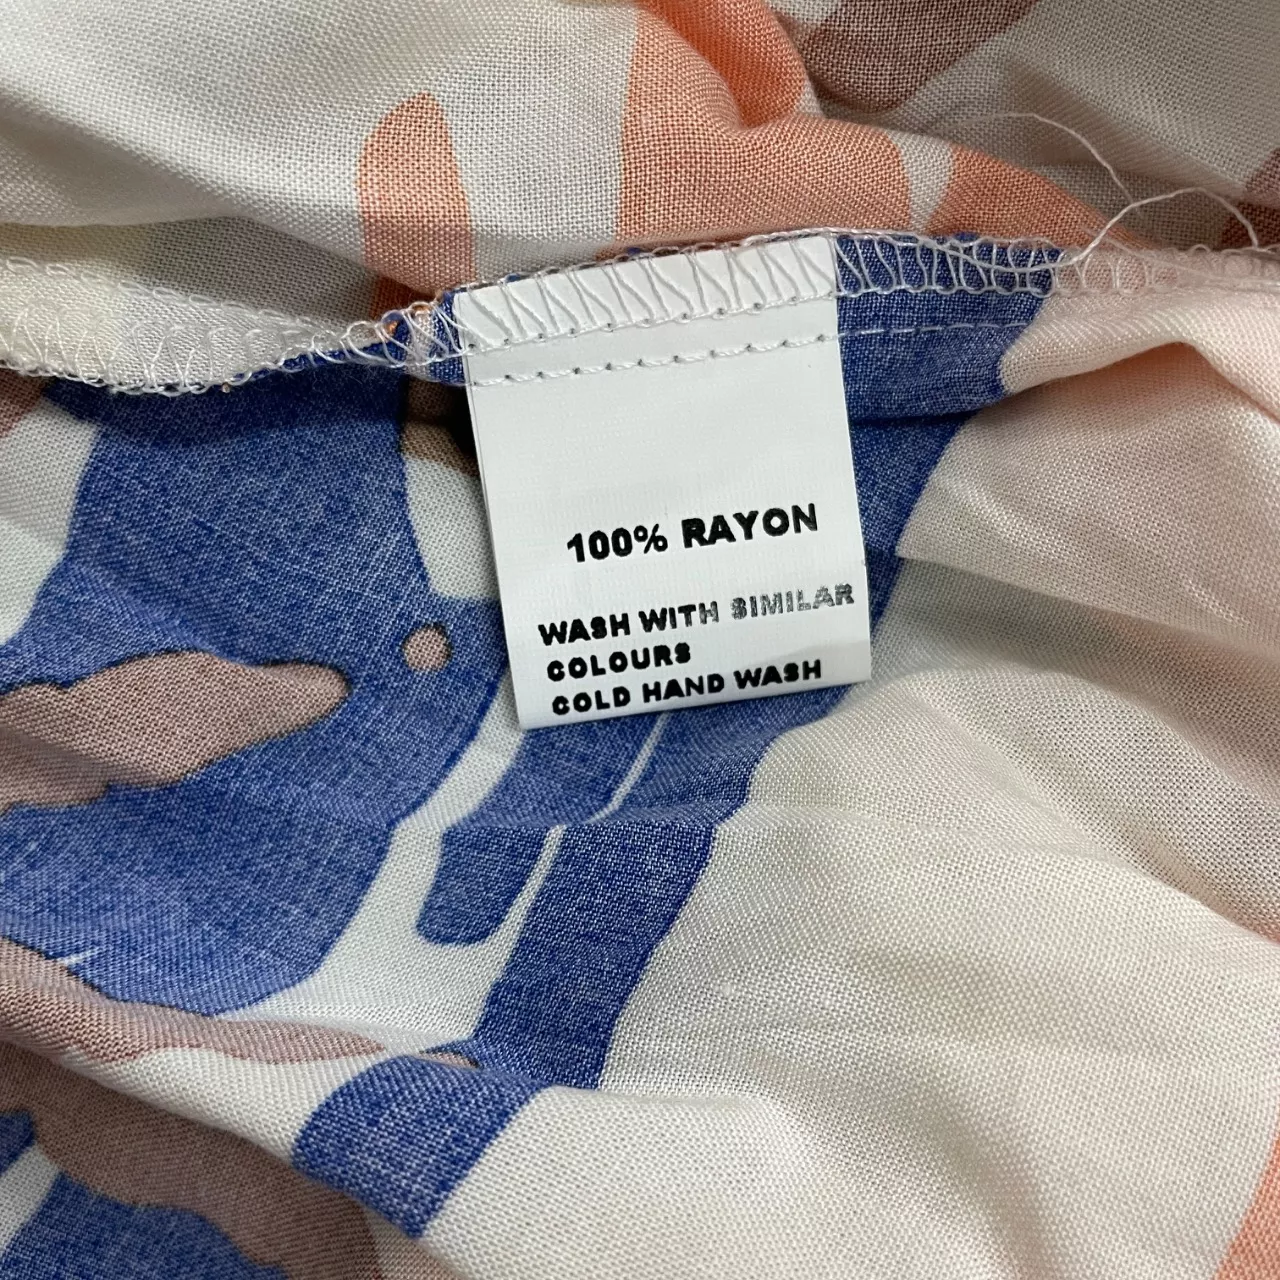 100% RAYON
WASH WITH SIMILAR
COLOURS
COLD HAND WASH